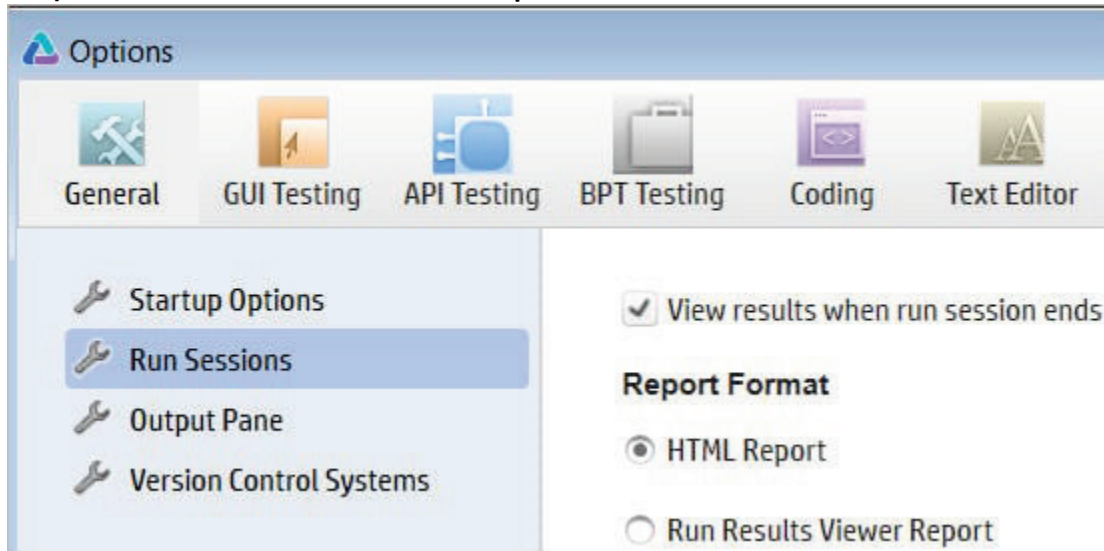 Options
General GUI Testing API Testing BPT Testing Coding Text Editor
Startup Options
Run Sessions
Output Pane
Version Control Systems
View results when run session ends
Report Format
HTML Report
Run Results Viewer Report